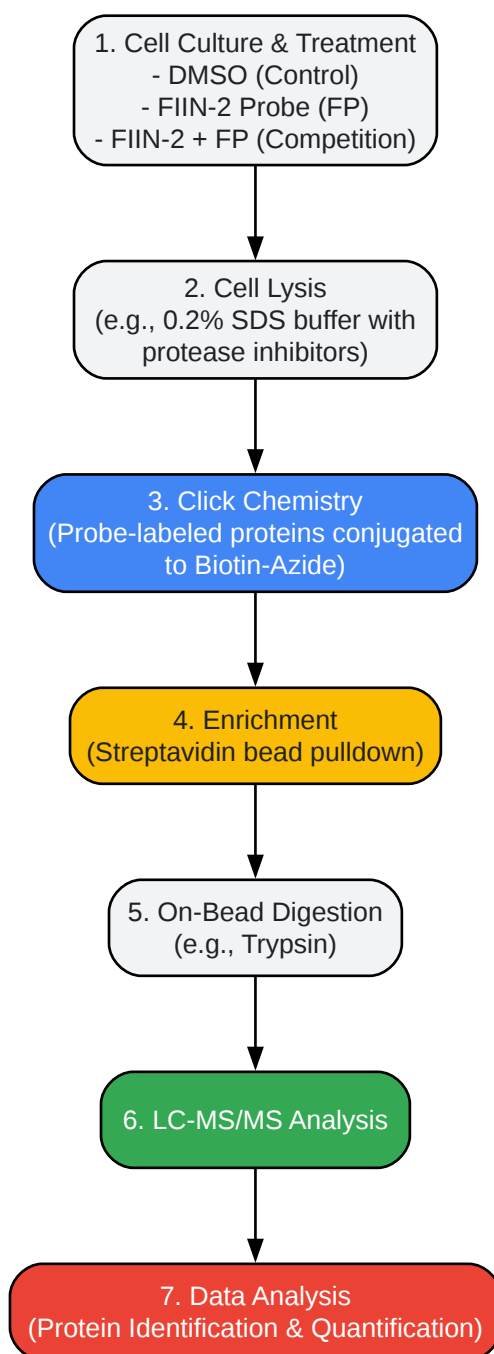 1. Cell Culture & Treatment
- DMSO (Control)
- FIIN-2 Probe (FP)
- FIIN-2 + FP (Competition)
2. Cell Lysis
(e.g., 0.2% SDS buffer with
protease inhibitors)
3. Click Chemistry
(Probe-labeled proteins conjugated
to Biotin-Azide)
4. Enrichment
(Streptavidin bead pulldown)
5. On-Bead Digestion
(e.g., Trypsin)
6. LC-MS/MS Analysis
7. Data Analysis
(Protein Identification & Quantification)